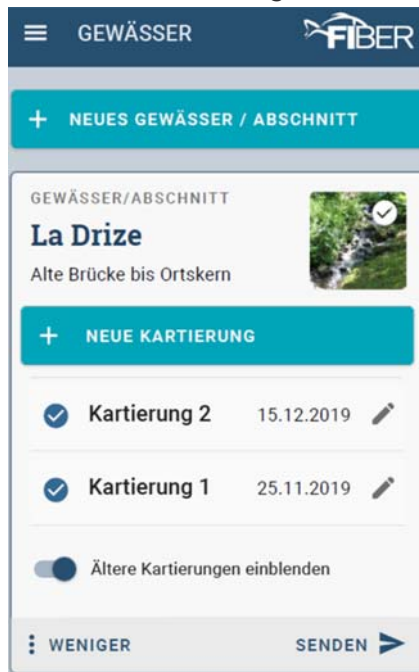 GEWÄSSER
FIBER
+ NEUES GEWÄSSER / ABSCHNITT
GEWÄSSER/ABSCHNITT
La Drize
Alte Brücke bis Ortskern
+ NEUE KARTIERUNG
Kartierung 2 15.12.2019
Kartierung 1 25.11.2019
Ältere Kartierungen einblenden
WENIGER
SENDEN